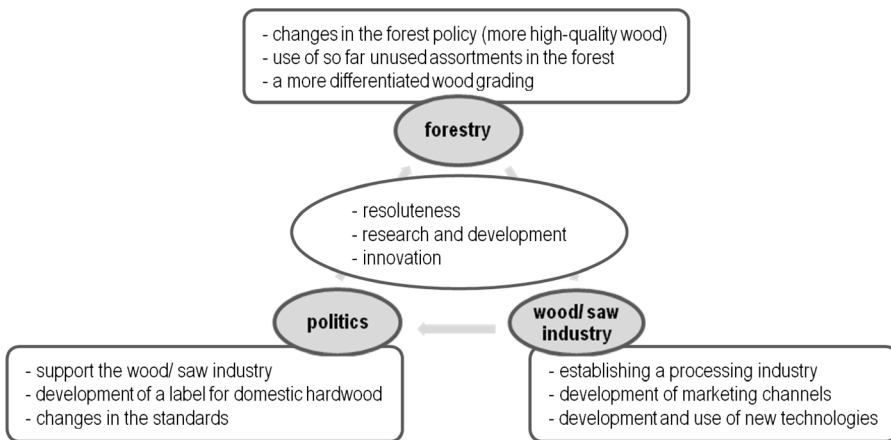 - changes in the forest policy (more high-quality wood)
- use of so far unused assortments in the forest
- a more differentiated wood grading
forestry
- resoluteness
- research and development
- innovation
politics
- support the wood/ saw industry
- development of a label for domestic hardwood
- changes in the standards
wood/ saw
industry
- establishing a processing industry
- development of marketing channels
- development and use of new technologies